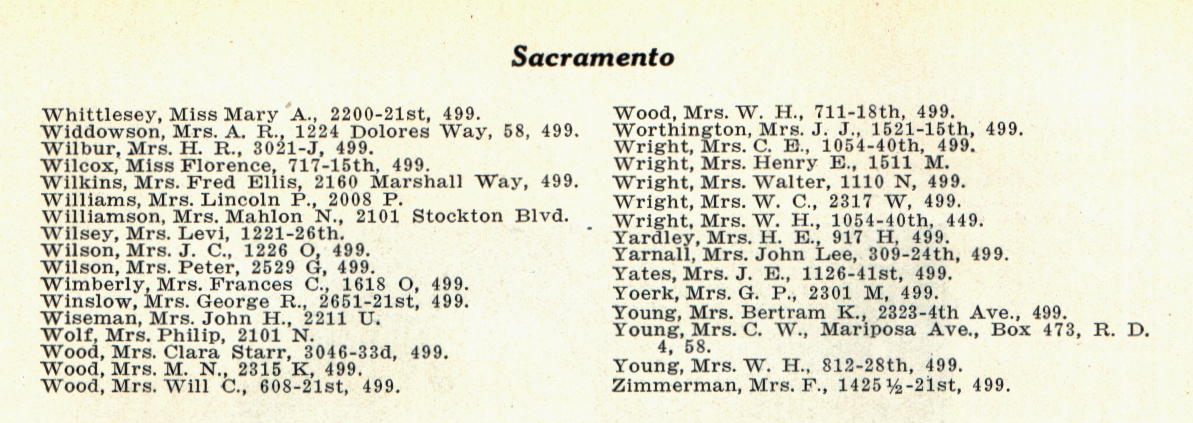 Sacramento
Whittlesey, Miss Mary A., 2200-21st, 499.
Widdowson, Mrs. A. R., 1224 Dolores Way, 58, 499.
Wilbur, Mrs. H. R., 3021-J, 499.
Wilcox, Miss Florence, 717-15th, 499.
Wilkins, Mrs. Fred Ellis, 2160 Marshall Way, 499.
Williams, Mrs. Lincoln P., 2008 P.
Williamson, Mrs. Mahlon N., 2101 Stockton Blvd.
Wilsey, Mrs. Levi, 1221-26th.
Wilson, Mrs. J. C., 1226 O, 499.
Wilson, Mrs. Peter, 2529 G, 499.
Wimberly, Mrs. Frances C., 1618 O, 499.
Winslow, Mrs. George R., 2651-21st, 499.
Wiseman, Mrs. John H., 2211 U.
Wolf, Mrs. Philip, 2101 N.
Wood, Mrs. Clara Starr, 3046-33d, 499.
Wood, Mrs. M. N., 2315 K, 499.
Wood, Mrs. Will C., 608-21st, 499.
Wood, Mrs. W. H., 711-18th, 499.
Worthington, Mrs. J. J., 1521-15th, 499.
Wright, Mrs. C. E., 1054-40th, 499.
Wright, Mrs. Henry E., 1511 M.
Wright, Mrs. Walter, 1110 N, 499.
Wright, Mrs. W. C., 2317 W, 499.
Wright, Mrs. W. H., 1054-40th, 449.
Yardley, Mrs. H. E., 917 H, 499.
Yarnall, Mrs. John Lee, 309-24th, 499.
Yates, Mrs. J. E., 1126-41st, 499.
Yoerk, Mrs. G. P., 2301 M, 499.
Young, Mrs. Bertram K., 2323-4th Ave., 499.
Young, Mrs. C. W., Mariposa Ave., Box 473, R. D.
4, 58.
Young, Mrs. W. H., 812-28th, 499.
Zimmerman, Mrs. F., 1425½-21st, 499.